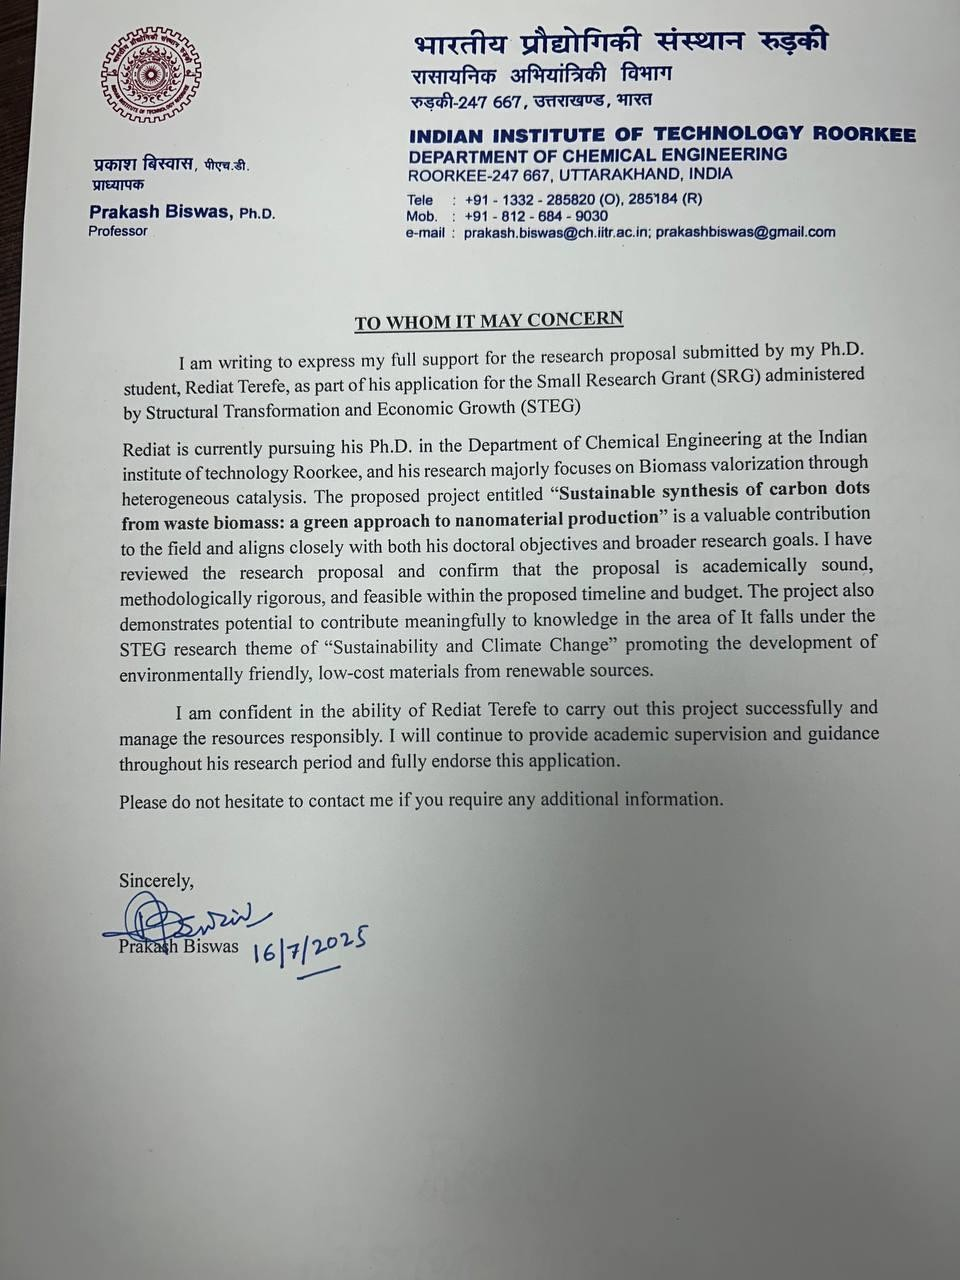 भारतीय प्रौद्योगिकी संस्थान रुड़की
रासायनिक अभियांत्रिकी विभाग
रुड़की-247 667, उत्तराखण्ड, भारत
INDIAN INSTITUTE OF TECHNOLOGY ROORKEE
DEPARTMENT OF CHEMICAL ENGINEERING
ROORKEE-247 667, UTTARAKHAND, INDIA
Tele : +91 - 1332 - 285820 (O), 285184 (R)
Mob. : +91 - 812 - 684 - 9030
e-mail : prakash.biswas@ch.iitr.ac.in; prakashbiswas@gmail.com
प्रकाश बिस्वास, पीएच.डी.
प्राध्यापक
Prakash Biswas, Ph.D.
Professor
TO WHOM IT MAY CONCERN
I am writing to express my full support for the research proposal submitted by my Ph.D.
student, Rediat Terefe, as part of his application for the Small Research Grant (SRG) administered
by Structural Transformation and Economic Growth (STEG)
Rediat is currently pursuing his Ph.D. in the Department of Chemical Engineering at the Indian
institute of technology Roorkee, and his research majorly focuses on Biomass valorization through
heterogeneous catalysis. The proposed project entitled “Sustainable synthesis of carbon dots
from waste biomass: a green approach to nanomaterial production” is a valuable contribution
to the field and aligns closely with both his doctoral objectives and broader research goals. I have
reviewed the research proposal and confirm that the proposal is academically sound,
methodologically rigorous, and feasible within the proposed timeline and budget. The project also
demonstrates potential to contribute meaningfully to knowledge in the area of It falls under the
STEG research theme of “Sustainability and Climate Change” promoting the development of
environmentally friendly, low-cost materials from renewable sources.
I am confident in the ability of Rediat Terefe to carry out this project successfully and
manage the resources responsibly. I will continue to provide academic supervision and guidance
throughout his research period and fully endorse this application.
Please do not hesitate to contact me if you require any additional information.
Sincerely,
Prakash Biswas 16/7/2025